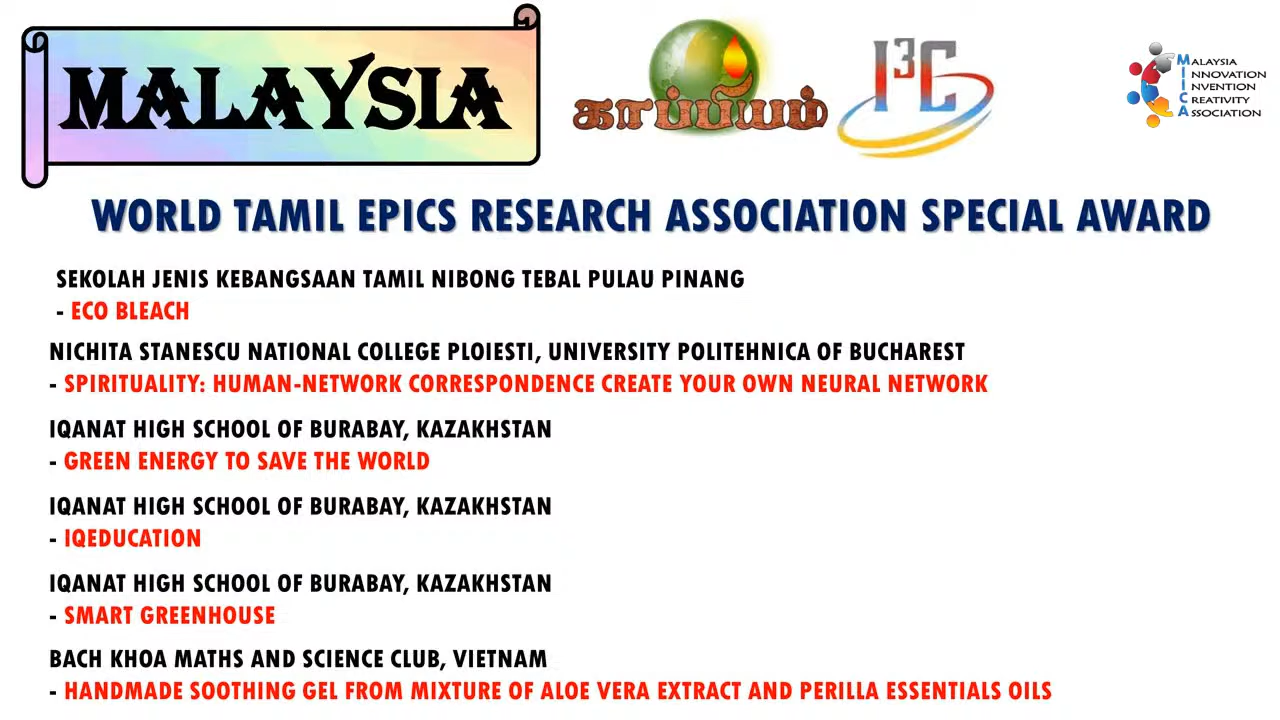 MALAYSIA
காப்பியம்
I³C
MALAYSIA
INNOVATION
INVENTION
CREATIVITY
ASSOCIATION
WORLD TAMIL EPICS RESEARCH ASSOCIATION SPECIAL AWARD
SEKOLAH JENIS KEBANGSAAN TAMIL NIBONG TEBAL PULAU PINANG
- ECO BLEACH
NICHITA STANESCU NATIONAL COLLEGE PLOIESTI, UNIVERSITY POLITEHNICA OF BUCHAREST
- SPIRITUALITY: HUMAN-NETWORK CORRESPONDENCE CREATE YOUR OWN NEURAL NETWORK
IQANAT HIGH SCHOOL OF BURABAY, KAZAKHSTAN
- GREEN ENERGY TO SAVE THE WORLD
IQANAT HIGH SCHOOL OF BURABAY, KAZAKHSTAN
- IQEDUCATION
IQANAT HIGH SCHOOL OF BURABAY, KAZAKHSTAN
- SMART GREENHOUSE
BACH KHOA MATHS AND SCIENCE CLUB, VIETNAM
- HANDMADE SOOTHING GEL FROM MIXTURE OF ALOE VERA EXTRACT AND PERILLA ESSENTIALS OILS